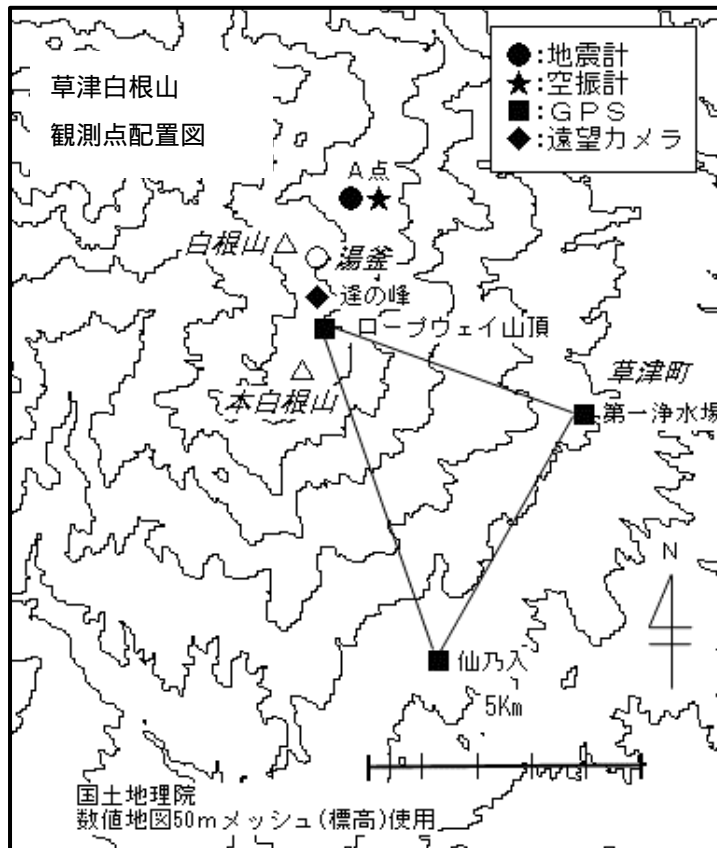 草津白根山
観測点配置図
●:地震計
★:空振計
■:GPS
◆:遠望カメラ
A点
白根山
湯釜
逢の峰
ロープウェイ山頂
本白根山
草津町
第一浄水場
N
仙乃入
5Km
国土地理院
数値地図50mメッシュ(標高)使用